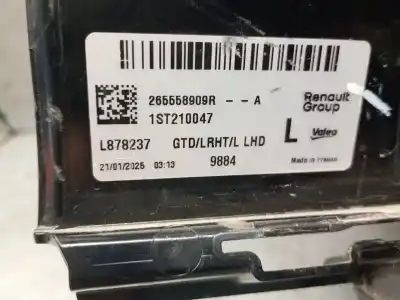 265558909R - - A
Renault
Group
1ST210047
L
Valeo
L878237 GTD/LRHT/L LHD
21/01/2025 03:13
9884
Made in France